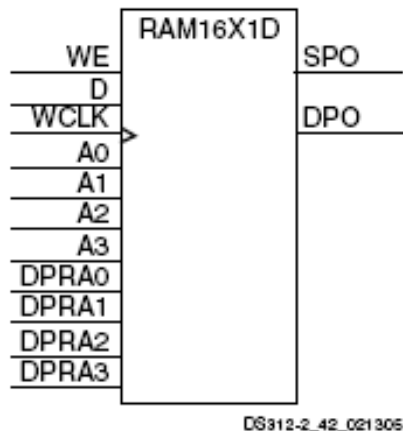 RAM16X1D
WE
SPO
D
WCLK
DPO
A0
A1
A2
A3
DPRA0
DPRA1
DPRA2
DPRA3
DS312-2_42_021305